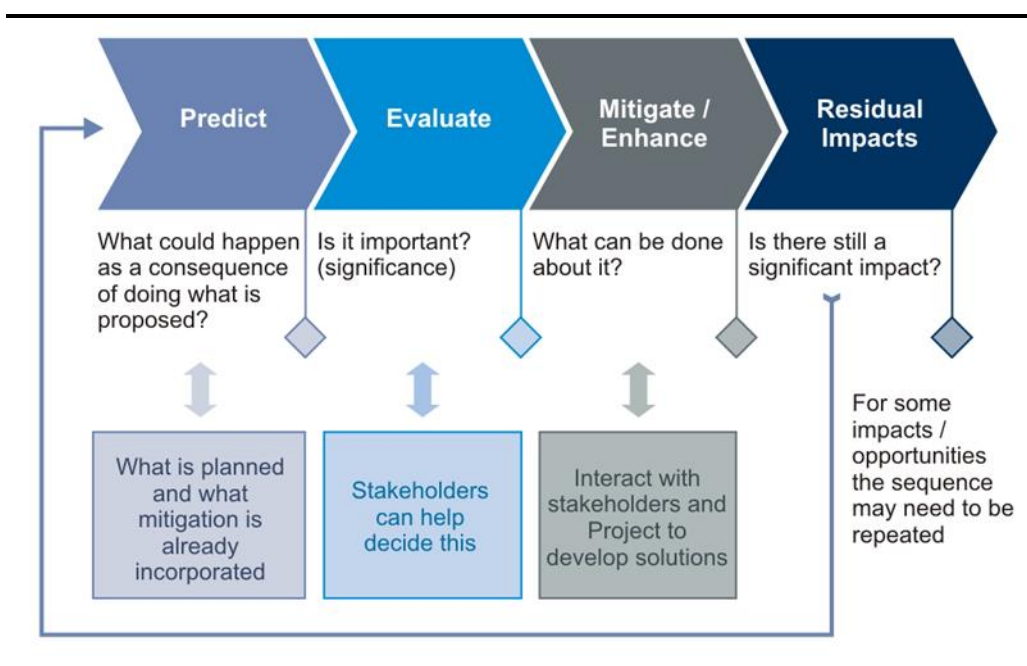 Predict
Evaluate
Mitigate /
Enhance
Residual
Impacts
What could happen
as a consequence
of doing what is
proposed?
Is it important?
(significance)
What can be done
about it?
Is there still a
significant impact?
What is planned
and what
mitigation is
already
incorporated
Stakeholders
can help
decide this
Interact with
stakeholders and
Project to
develop solutions
For some
impacts /
opportunities
the sequence
may need to be
repeated